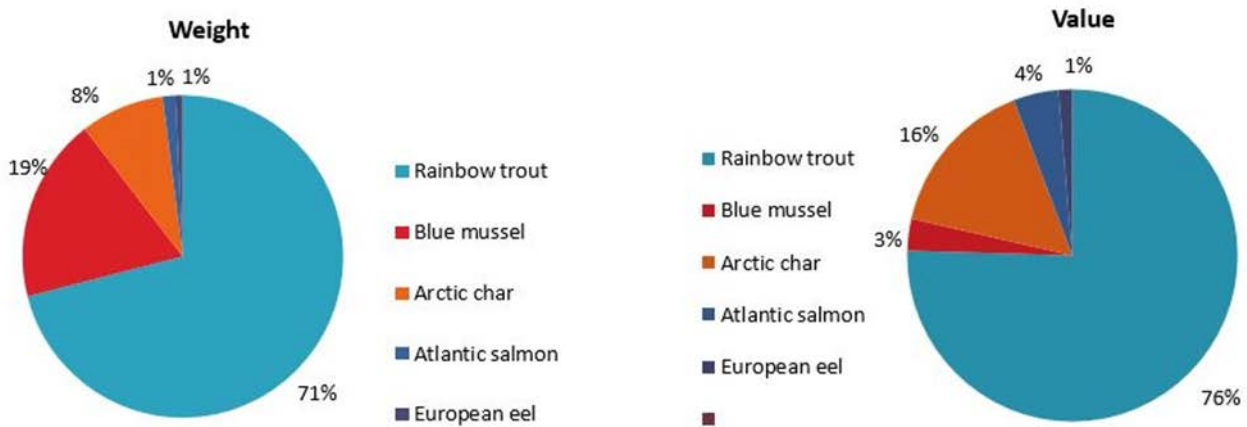 Weight
1% 1%
8%
19%
71%
Rainbow trout
Blue mussel
Arctic char
Atlantic salmon
European eel
Value
4% 1%
16%
3%
76%
Rainbow trout
Blue mussel
Arctic char
Atlantic salmon
European eel